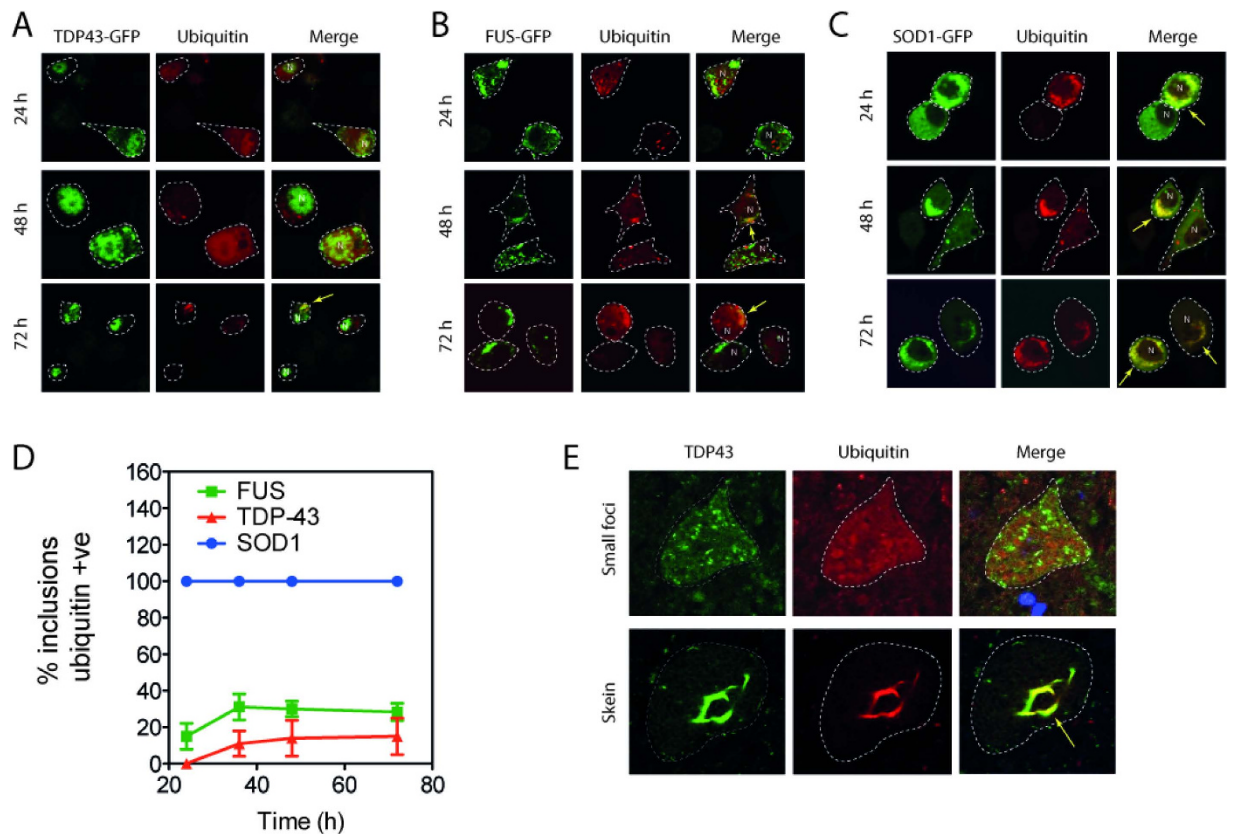 A
TDP43-GFP Ubiquitin Merge
24 h
N
N
48 h
N
N
72 h
N
N
N
B
FUS-GFP Ubiquitin Merge
24 h
N
N
48 h
N
N
72 h
N
N
N
C
SOD1-GFP Ubiquitin Merge
24 h
N
N
48 h
N
N
72 h
N
N
D
% inclusions
ubiquitin +ve
160
140
120
100
80
60
40
20
0
FUS
TDP-43
SOD1
20 40 60 80
Time (h)
E
TDP43 Ubiquitin Merge
Small foci
Skein